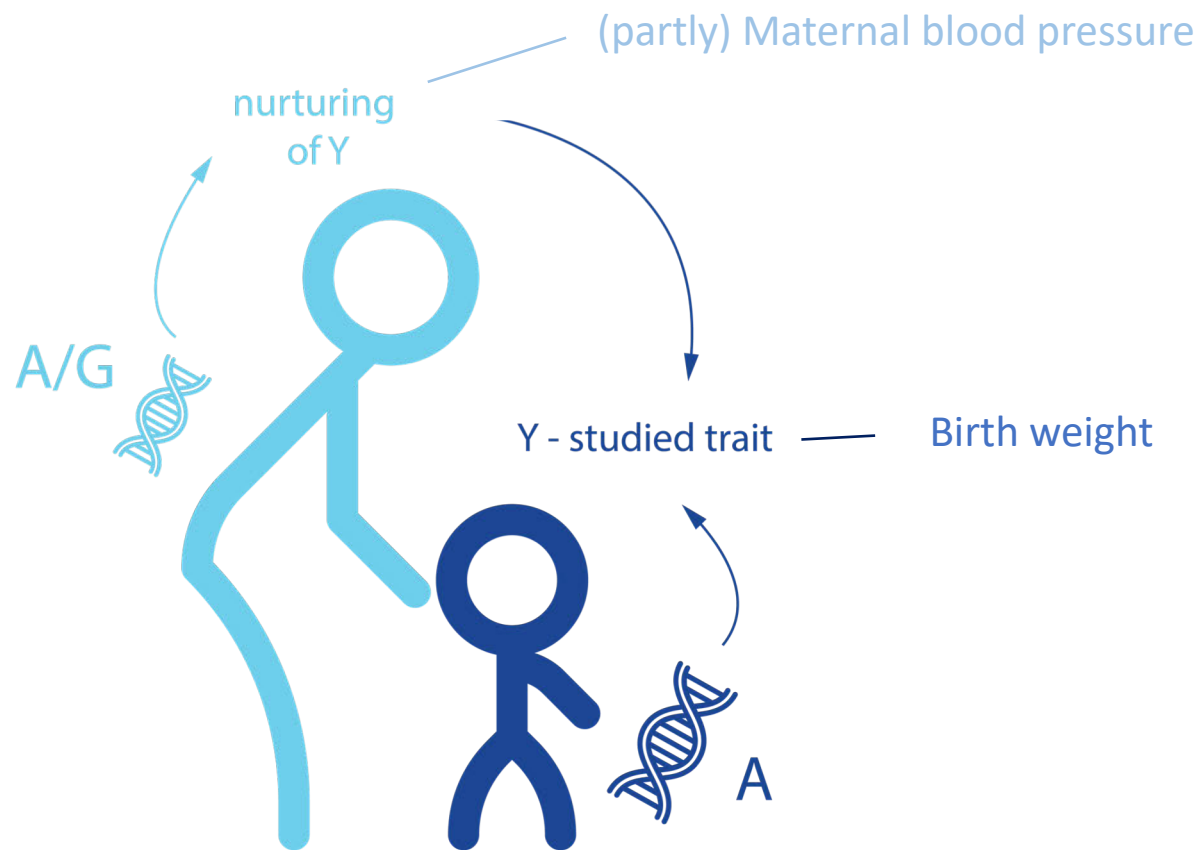 (partly) Maternal blood pressure
nurturing
of Y
A/G
Y - studied trait
Birth weight
A